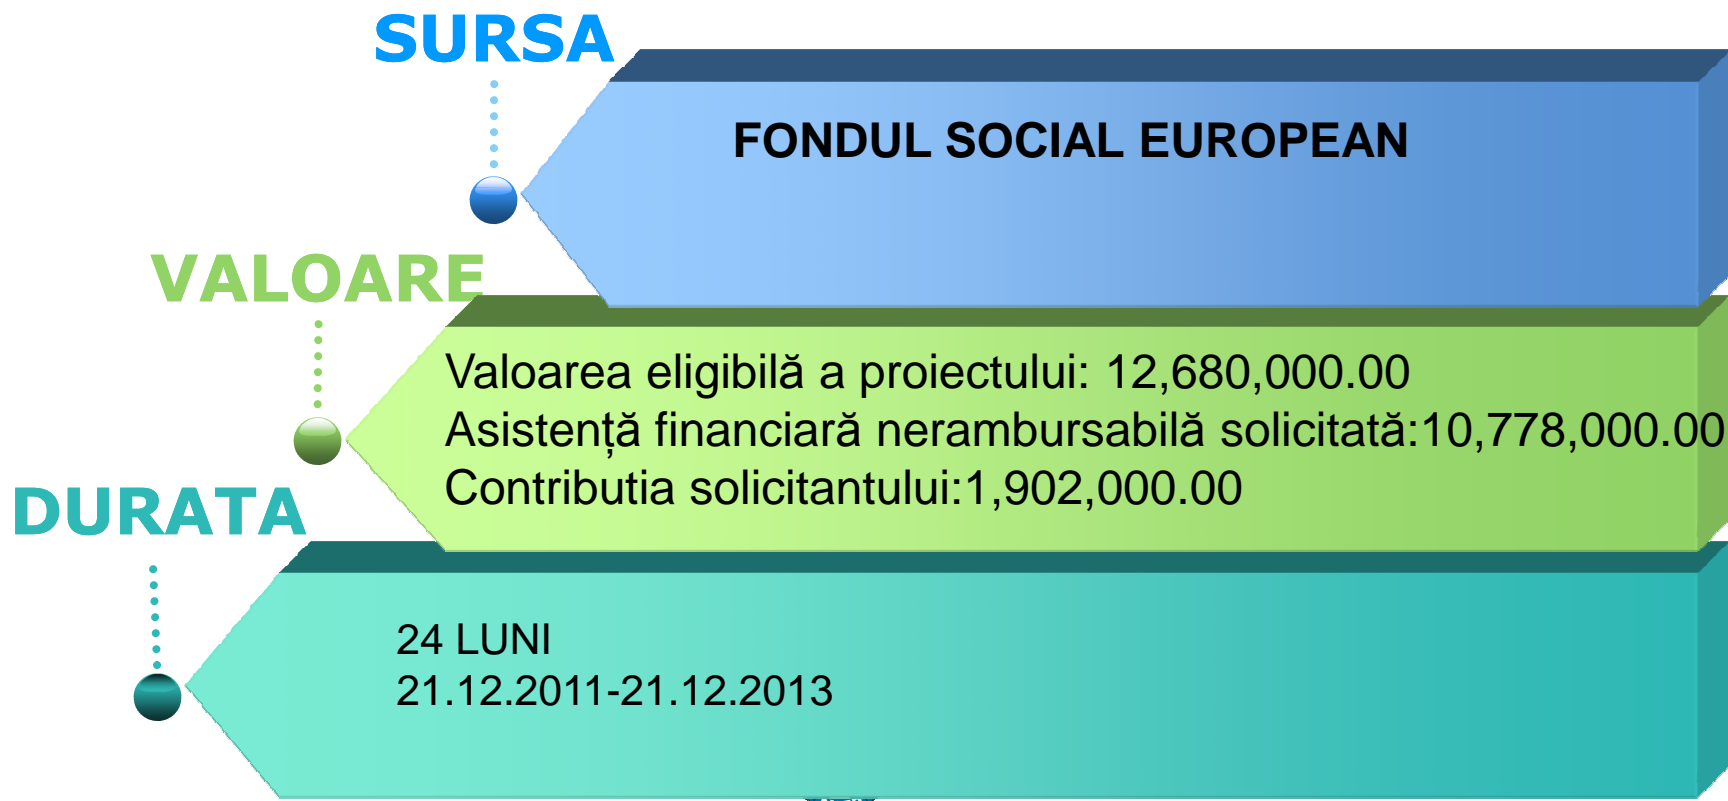 SURSA
FONDUL SOCIAL EUROPEAN
VALOARE
Valoarea eligibilă a proiectului: 12,680,000.00
Asistență financiară nerambursabilă solicitată:10,778,000.00
Contributia solicitantului:1,902,000.00
DURATA
24 LUNI
21.12.2011-21.12.2013